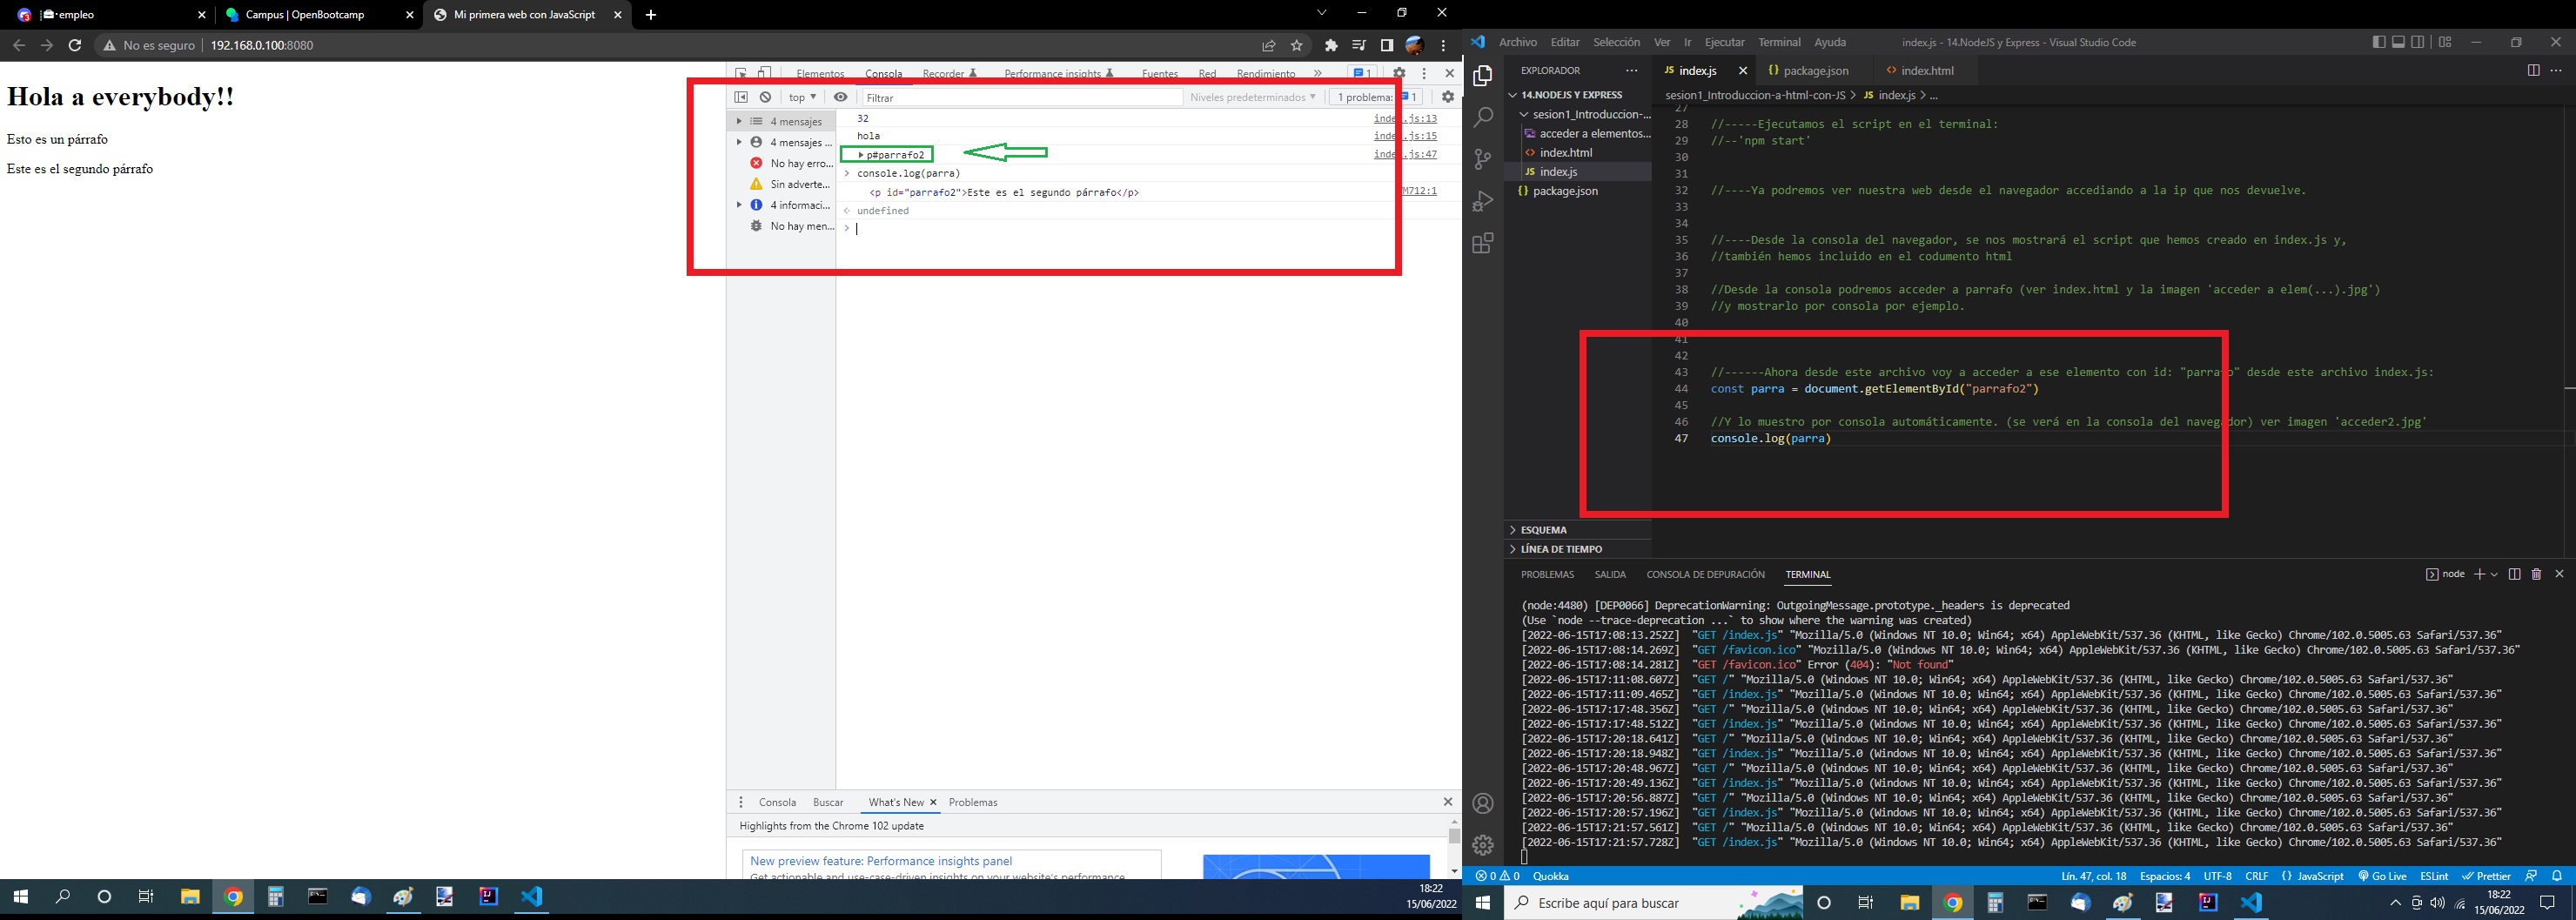 empleo
Campus | OpenBootcamp
Mi primera web con JavaScript
No es seguro
192.168.0.100:8080
Hola a everybody!!
Esto es un párrafo
Este es el segundo párrafo
Elementos Consola Recorder Performance insights Fuentes Red Rendimiento » 1
top Filtrar Niveles predeterminados 1 problema: 1
4 mensajes
4 mensajes ...
No hay erro...
Sin adverte...
4 informaci...
No hay men...
32 index.js:13
hola index.js:15
p#parrafo2 index.js:47
console.log(parra)
<p id="parrafo2">Este es el segundo párrafo</p> M712:1
undefined
Consola Buscar What's New Problemas
Highlights from the Chrome 102 update
New preview feature: Performance insights panel
Get actionable and use-case-driven insights on your website's performance
18:22
15/06/2022
Archivo Editar Selección Ver Ir Ejecutar Terminal Ayuda index.js - 14.NodeJS y Express - Visual Studio Code
EXPLORADOR
14.NODEJS Y EXPRESS
sesion1_Introduccion-...
acceder a elementos...
index.html
index.js
package.json
ESQUEMA
LÍNEA DE TIEMPO
index.js package.json index.html
sesion1_Introduccion-a-html-con-JS > JS index.js > ...
27
28 //-----Ejecutamos el script en el terminal:
29 //--'npm start'
30
31
32 //----Ya podremos ver nuestra web desde el navegador accediando a la ip que nos devuelve.
33
34
35 //----Desde la consola del navegador, se nos mostrará el script que hemos creado en index.js y,
36 //también hemos incluido en el codumento html
37
38 //Desde la consola podremos acceder a parrafo (ver index.html y la imagen 'acceder a elem(...).jpg')
39 //y mostrarlo por consola por ejemplo.
40
41
42
43 //------Ahora desde este archivo voy a acceder a ese elemento con id: "parrafo" desde este archivo index.js:
44 const parra = document.getElementById("parrafo2")
45
46 //Y lo muestro por consola automáticamente. (se verá en la consola del navegador) ver imagen 'acceder2.jpg'
47 console.log(parra)
PROBLEMAS SALIDA CONSOLA DE DEPURACIÓN TERMINAL node
(node:4480) [DEP0066] DeprecationWarning: OutgoingMessage.prototype._headers is deprecated
(Use `node --trace-deprecation ...` to show where the warning was created)
[2022-06-15T17:08:13.252Z] "GET /index.js" "Mozilla/5.0 (Windows NT 10.0; Win64; x64) AppleWebKit/537.36 (KHTML, like Gecko) Chrome/102.0.5005.63 Safari/537.36"
[2022-06-15T17:08:14.269Z] "GET /favicon.ico" "Mozilla/5.0 (Windows NT 10.0; Win64; x64) AppleWebKit/537.36 (KHTML, like Gecko) Chrome/102.0.5005.63 Safari/537.36"
[2022-06-15T17:08:14.281Z] "GET /favicon.ico" Error (404): "Not found"
[2022-06-15T17:11:08.607Z] "GET /" "Mozilla/5.0 (Windows NT 10.0; Win64; x64) AppleWebKit/537.36 (KHTML, like Gecko) Chrome/102.0.5005.63 Safari/537.36"
[2022-06-15T17:11:09.465Z] "GET /index.js" "Mozilla/5.0 (Windows NT 10.0; Win64; x64) AppleWebKit/537.36 (KHTML, like Gecko) Chrome/102.0.5005.63 Safari/537.36"
[2022-06-15T17:17:48.356Z] "GET /" "Mozilla/5.0 (Windows NT 10.0; Win64; x64) AppleWebKit/537.36 (KHTML, like Gecko) Chrome/102.0.5005.63 Safari/537.36"
[2022-06-15T17:17:48.512Z] "GET /index.js" "Mozilla/5.0 (Windows NT 10.0; Win64; x64) AppleWebKit/537.36 (KHTML, like Gecko) Chrome/102.0.5005.63 Safari/537.36"
[2022-06-15T17:20:18.641Z] "GET /" "Mozilla/5.0 (Windows NT 10.0; Win64; x64) AppleWebKit/537.36 (KHTML, like Gecko) Chrome/102.0.5005.63 Safari/537.36"
[2022-06-15T17:20:18.948Z] "GET /index.js" "Mozilla/5.0 (Windows NT 10.0; Win64; x64) AppleWebKit/537.36 (KHTML, like Gecko) Chrome/102.0.5005.63 Safari/537.36"
[2022-06-15T17:20:48.967Z] "GET /" "Mozilla/5.0 (Windows NT 10.0; Win64; x64) AppleWebKit/537.36 (KHTML, like Gecko) Chrome/102.0.5005.63 Safari/537.36"
[2022-06-15T17:20:49.136Z] "GET /index.js" "Mozilla/5.0 (Windows NT 10.0; Win64; x64) AppleWebKit/537.36 (KHTML, like Gecko) Chrome/102.0.5005.63 Safari/537.36"
[2022-06-15T17:20:56.887Z] "GET /" "Mozilla/5.0 (Windows NT 10.0; Win64; x64) AppleWebKit/537.36 (KHTML, like Gecko) Chrome/102.0.5005.63 Safari/537.36"
[2022-06-15T17:20:57.196Z] "GET /index.js" "Mozilla/5.0 (Windows NT 10.0; Win64; x64) AppleWebKit/537.36 (KHTML, like Gecko) Chrome/102.0.5005.63 Safari/537.36"
[2022-06-15T17:21:57.561Z] "GET /" "Mozilla/5.0 (Windows NT 10.0; Win64; x64) AppleWebKit/537.36 (KHTML, like Gecko) Chrome/102.0.5005.63 Safari/537.36"
[2022-06-15T17:21:57.728Z] "GET /index.js" "Mozilla/5.0 (Windows NT 10.0; Win64; x64) AppleWebKit/537.36 (KHTML, like Gecko) Chrome/102.0.5005.63 Safari/537.36"
0 0 Quokka Lín. 47, col. 18 Espacios: 4 UTF-8 CRLF {} JavaScript Go Live ESLint Prettier
Escribe aquí para buscar
18:22
15/06/2022